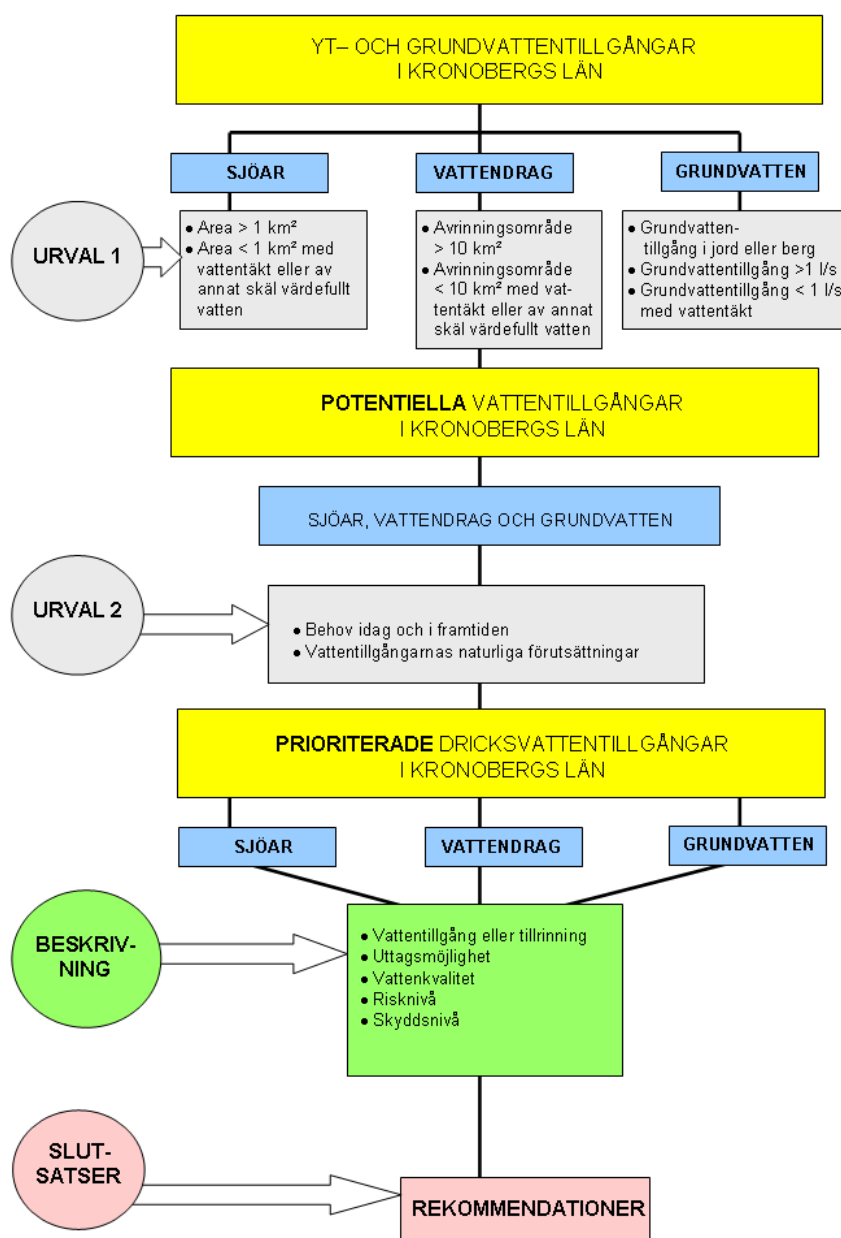 YT– OCH GRUNDVATTENTILLGÅNGAR
I KRONOBERGS LÄN
SJÖAR
VATTENDRAG
GRUNDVATTEN
URVAL 1
● Area > 1 km²
● Area < 1 km² med
vattentäkt eller av
annat skäl värdefullt
vatten
● Avrinningsområde
> 10 km²
● Avrinningsområde
< 10 km² med vat-
tentäkt eller av annat
skäl värdefullt vatten
● Grundvatten-
tillgång i jord eller berg
● Grundvattentillgång >1 l/s
● Grundvattentillgång < 1 l/s
med vattentäkt
POTENTIELLA VATTENTILLGÅNGAR
I KRONOBERGS LÄN
SJÖAR, VATTENDRAG OCH GRUNDVATTEN
URVAL 2
● Behov idag och i framtiden
● Vattentillgångarnas naturliga förutsättningar
PRIORITERADE DRICKSVATTENTILLGÅNGAR
I KRONOBERGS LÄN
SJÖAR
VATTENDRAG
GRUNDVATTEN
BESKRIV-
NING
● Vattentillgång eller tillrinning
● Uttagsmöjlighet
● Vattenkvalitet
● Risknivå
● Skyddsnivå
SLUT-
SATSER
REKOMMENDATIONER